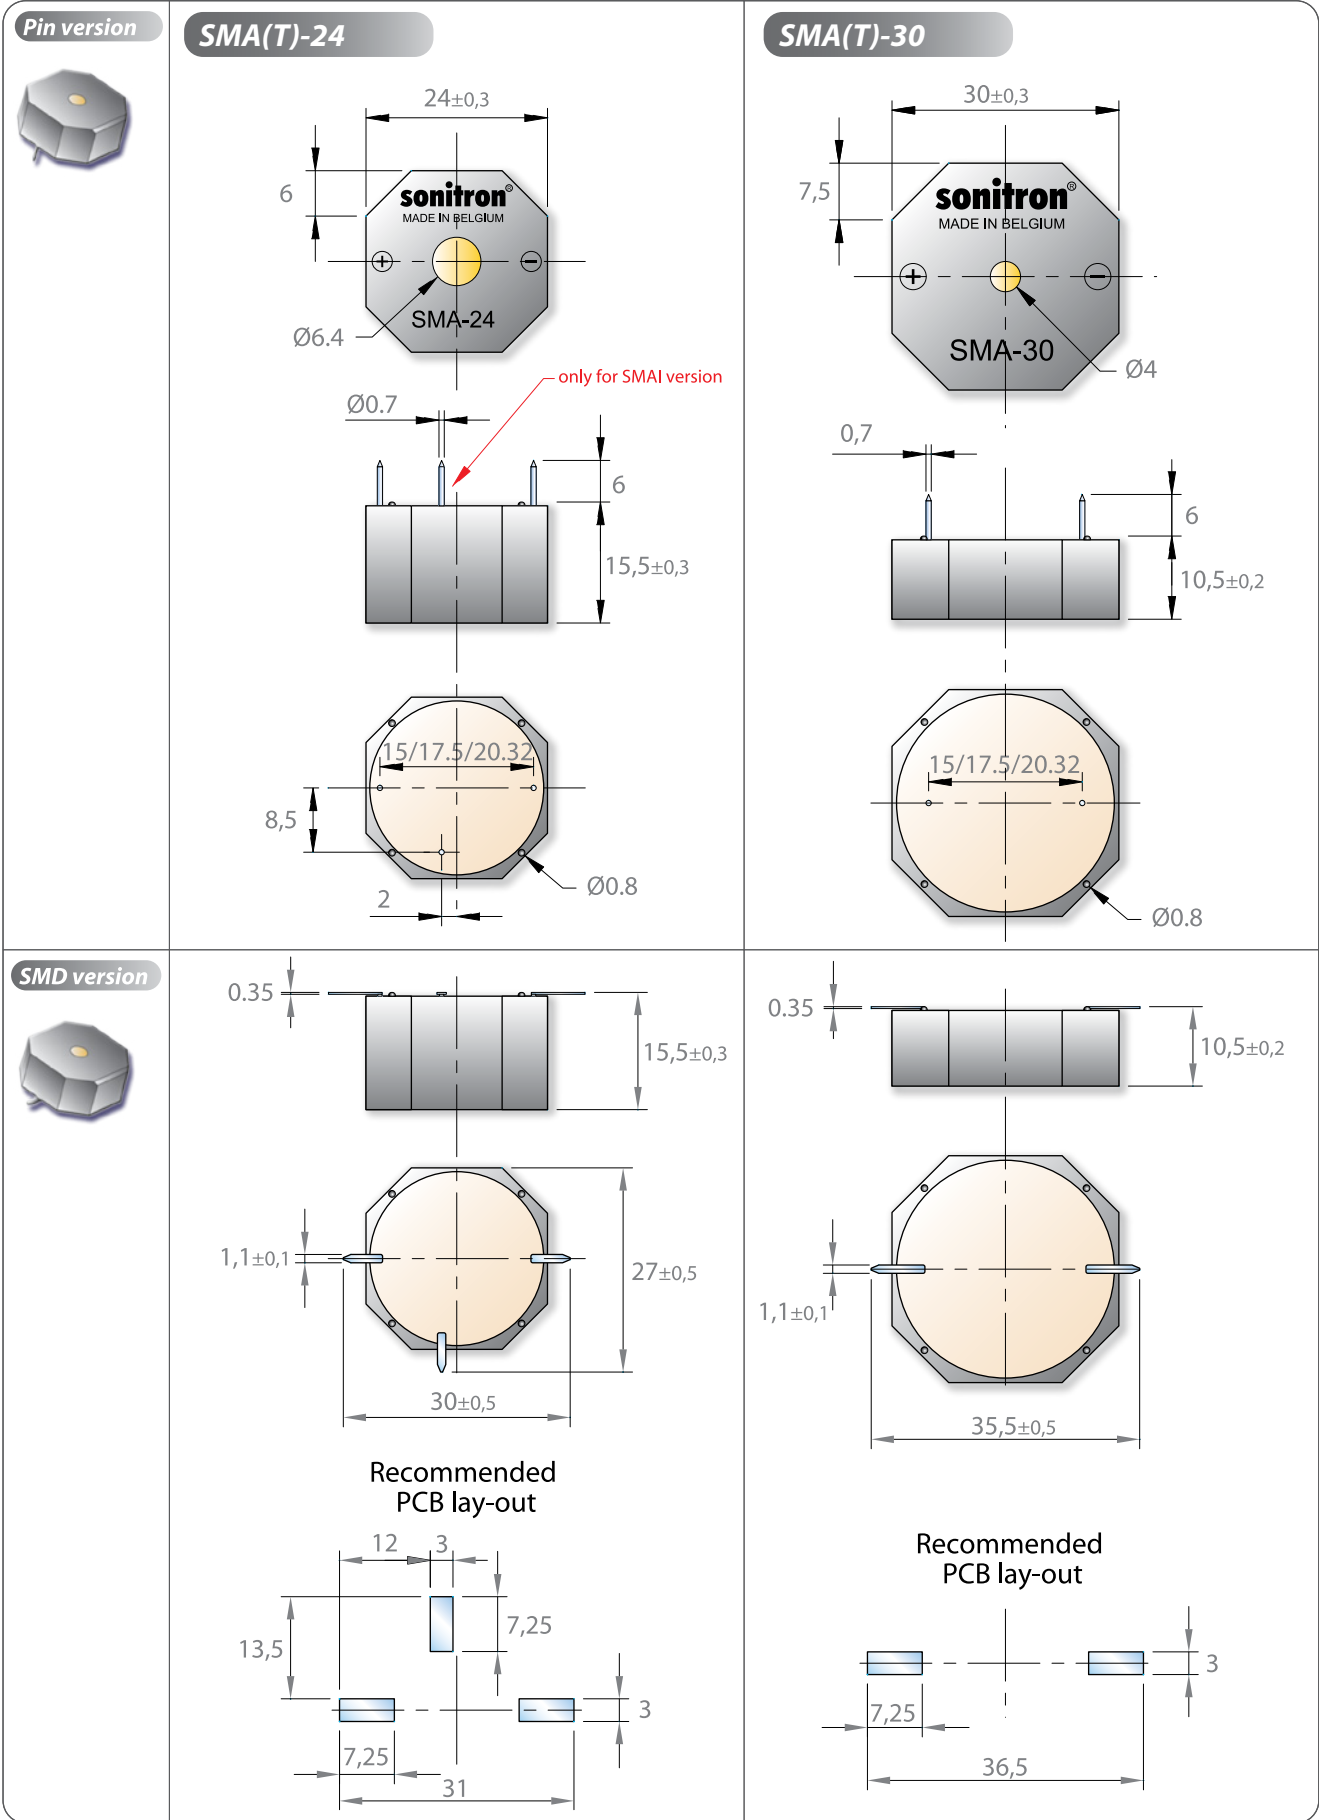 Pin version
SMA(T)-24
24±0,3
6
sonitron®
MADE IN BELGIUM
+
−
Ø6.4
SMA-24
only for SMAI version
Ø0.7
6
15,5±0,3
15/17.5/20.32
8,5
2
Ø0.8
SMA(T)-30
30±0,3
7,5
sonitron®
MADE IN BELGIUM
+
−
SMA-30
Ø4
0,7
6
10,5±0,2
15/17.5/20.32
Ø0.8
SMD version
0.35
15,5±0,3
1,1±0,1
27±0,5
30±0,5
Recommended
PCB lay-out
12
3
7,25
13,5
3
7,25
31
0.35
10,5±0,2
1,1±0,1
35,5±0,5
Recommended
PCB lay-out
3
7,25
36,5